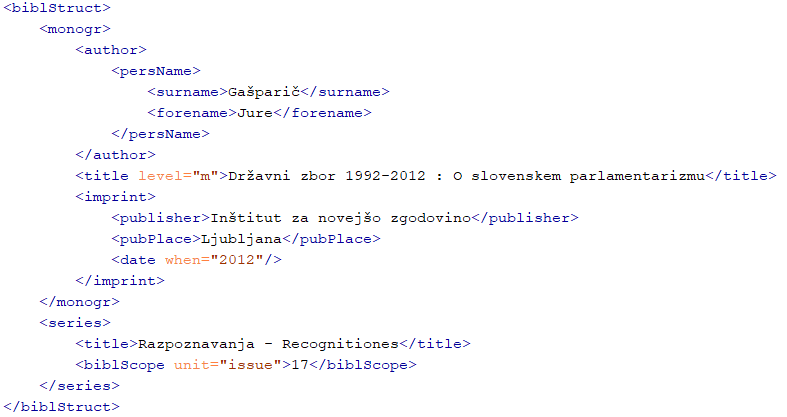 <biblStruct>
<monogr>
<author>
<persName>
<surname>Gašparič</surname>
<forename>Jure</forename>
</persName>
</author>
<title level="m">Državni zbor 1992-2012 : O slovenskem parlamentarizmu</title>
<imprint>
<publisher>Inštitut za novejšo zgodovino</publisher>
<pubPlace>Ljubljana</pubPlace>
<date when="2012"/>
</imprint>
</monogr>
<series>
<title>Razpoznavanja - Recognitiones</title>
<biblScope unit="issue">17</biblScope>
</series>
</biblStruct>